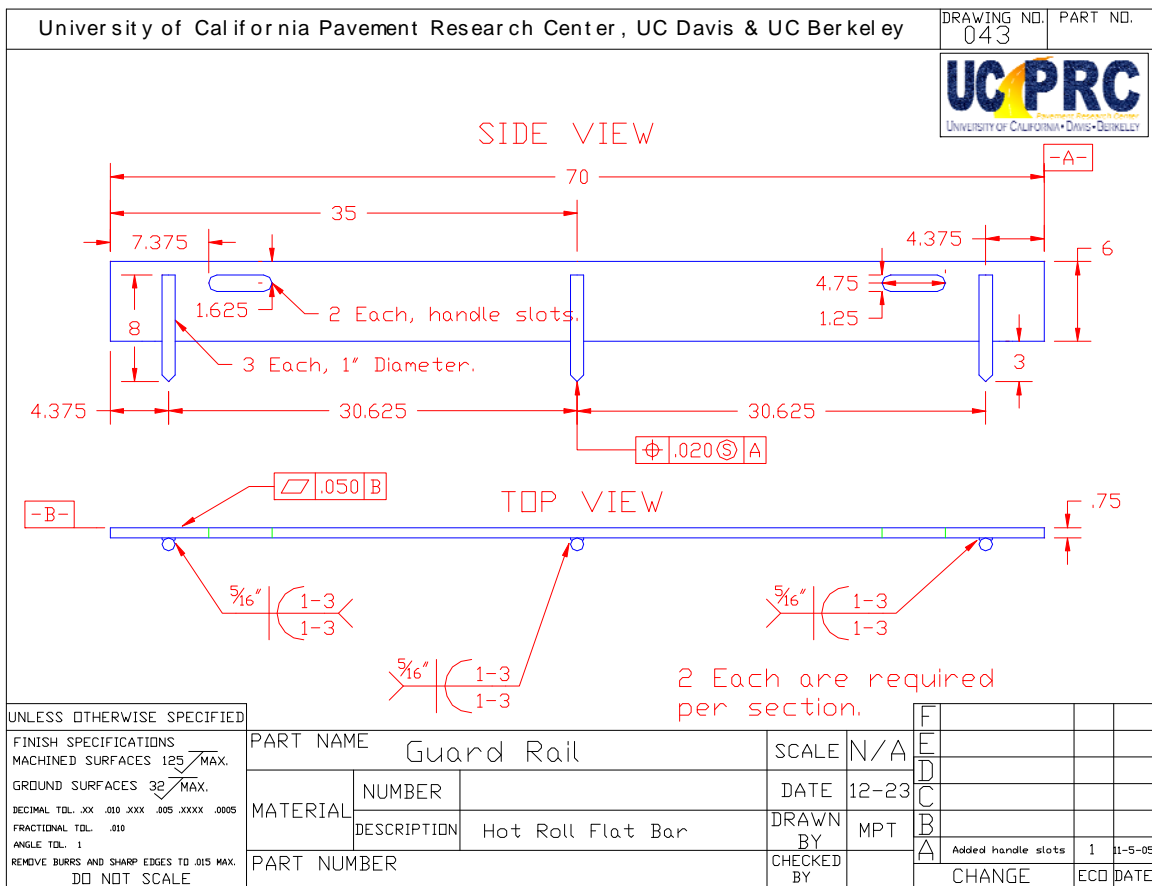 University of California Pavement Research Center, UC Davis & UC Berkeley
DRAWING NO.
043
PART NO.
UCPRC
Pavement Research Center
UNIVERSITY OF CALIFORNIA • DAVIS • BERKELEY
SIDE VIEW
-A-
70
35
7.375
4.375
6
4.75
1.625
2 Each, handle slots.
1.25
8
3 Each, 1" Diameter.
3
4.375
30.625
30.625
⌖ .020 Ⓢ A
⏥ .050 B
TOP VIEW
-B-
.75
5/16" 1-3
1-3
5/16" 1-3
1-3
5/16" 1-3
1-3
2 Each are required
per section.
UNLESS OTHERWISE SPECIFIED
FINISH SPECIFICATIONS
MACHINED SURFACES 125 MAX.
GROUND SURFACES 32 MAX.
DECIMAL TOL. .XX .010 .XXX .005 .XXXX .0005
FRACTIONAL TOL. .010
ANGLE TOL. 1
REMOVE BURRS AND SHARP EDGES TO .015 MAX.
DO NOT SCALE
PART NAME Guard Rail
MATERIAL
NUMBER
DESCRIPTION Hot Roll Flat Bar
PART NUMBER
SCALE N/A
DATE 12-23
DRAWN BY MPT
CHECKED BY
F
E
D
C
B
A Added handle slots 1 11-5-05
CHANGE ECO DATE